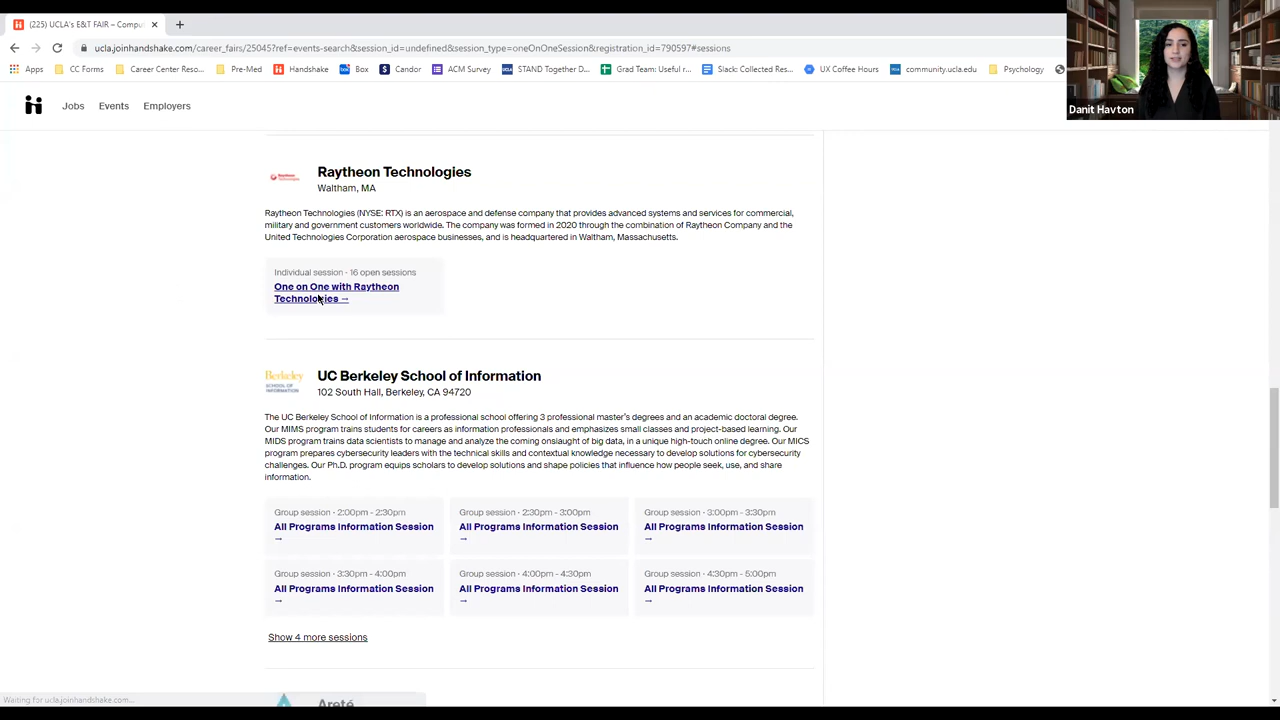 (225) UCLA's E&T FAIR – Compu
ucla.joinhandshake.com/career_fairs/25045?ref=events-search&session_id=undefined&session_type=oneOnOneSession&registration_id=790597#sessions
Apps CC Forms Career Center Reso... Pre-Med Handshake Box Candor ACM Survey STAND Together D... Grad Team: Useful r... Slack: Collected Res... UX Coffee Hours community.ucla.edu Psychology
Danit Havton
Jobs Events Employers
Raytheon Technologies
Waltham, MA
Raytheon Technologies (NYSE: RTX) is an aerospace and defense company that provides advanced systems and services for commercial,
military and government customers worldwide. The company was formed in 2020 through the combination of Raytheon Company and the
United Technologies Corporation aerospace businesses, and is headquartered in Waltham, Massachusetts.
Individual session · 16 open sessions
One on One with Raytheon
Technologies →
Berkeley
SCHOOL OF
INFORMATION
UC Berkeley School of Information
102 South Hall, Berkeley, CA 94720
The UC Berkeley School of Information is a professional school offering 3 professional master's degrees and an academic doctoral degree.
Our MIMS program trains students for careers as information professionals and emphasizes small classes and project-based learning. Our
MIDS program trains data scientists to manage and analyze the coming onslaught of big data, in a unique high-touch online degree. Our MICS
program prepares cybersecurity leaders with the technical skills and contextual knowledge necessary to develop solutions for cybersecurity
challenges. Our Ph.D. program equips scholars to develop solutions and shape policies that influence how people seek, use, and share
information.
Group session · 2:00pm - 2:30pm
All Programs Information Session
→
Group session · 2:30pm - 3:00pm
All Programs Information Session
→
Group session · 3:00pm - 3:30pm
All Programs Information Session
→
Group session · 3:30pm - 4:00pm
All Programs Information Session
→
Group session · 4:00pm - 4:30pm
All Programs Information Session
→
Group session · 4:30pm - 5:00pm
All Programs Information Session
→
Show 4 more sessions
Areté
Waiting for ucla.joinhandshake.com...